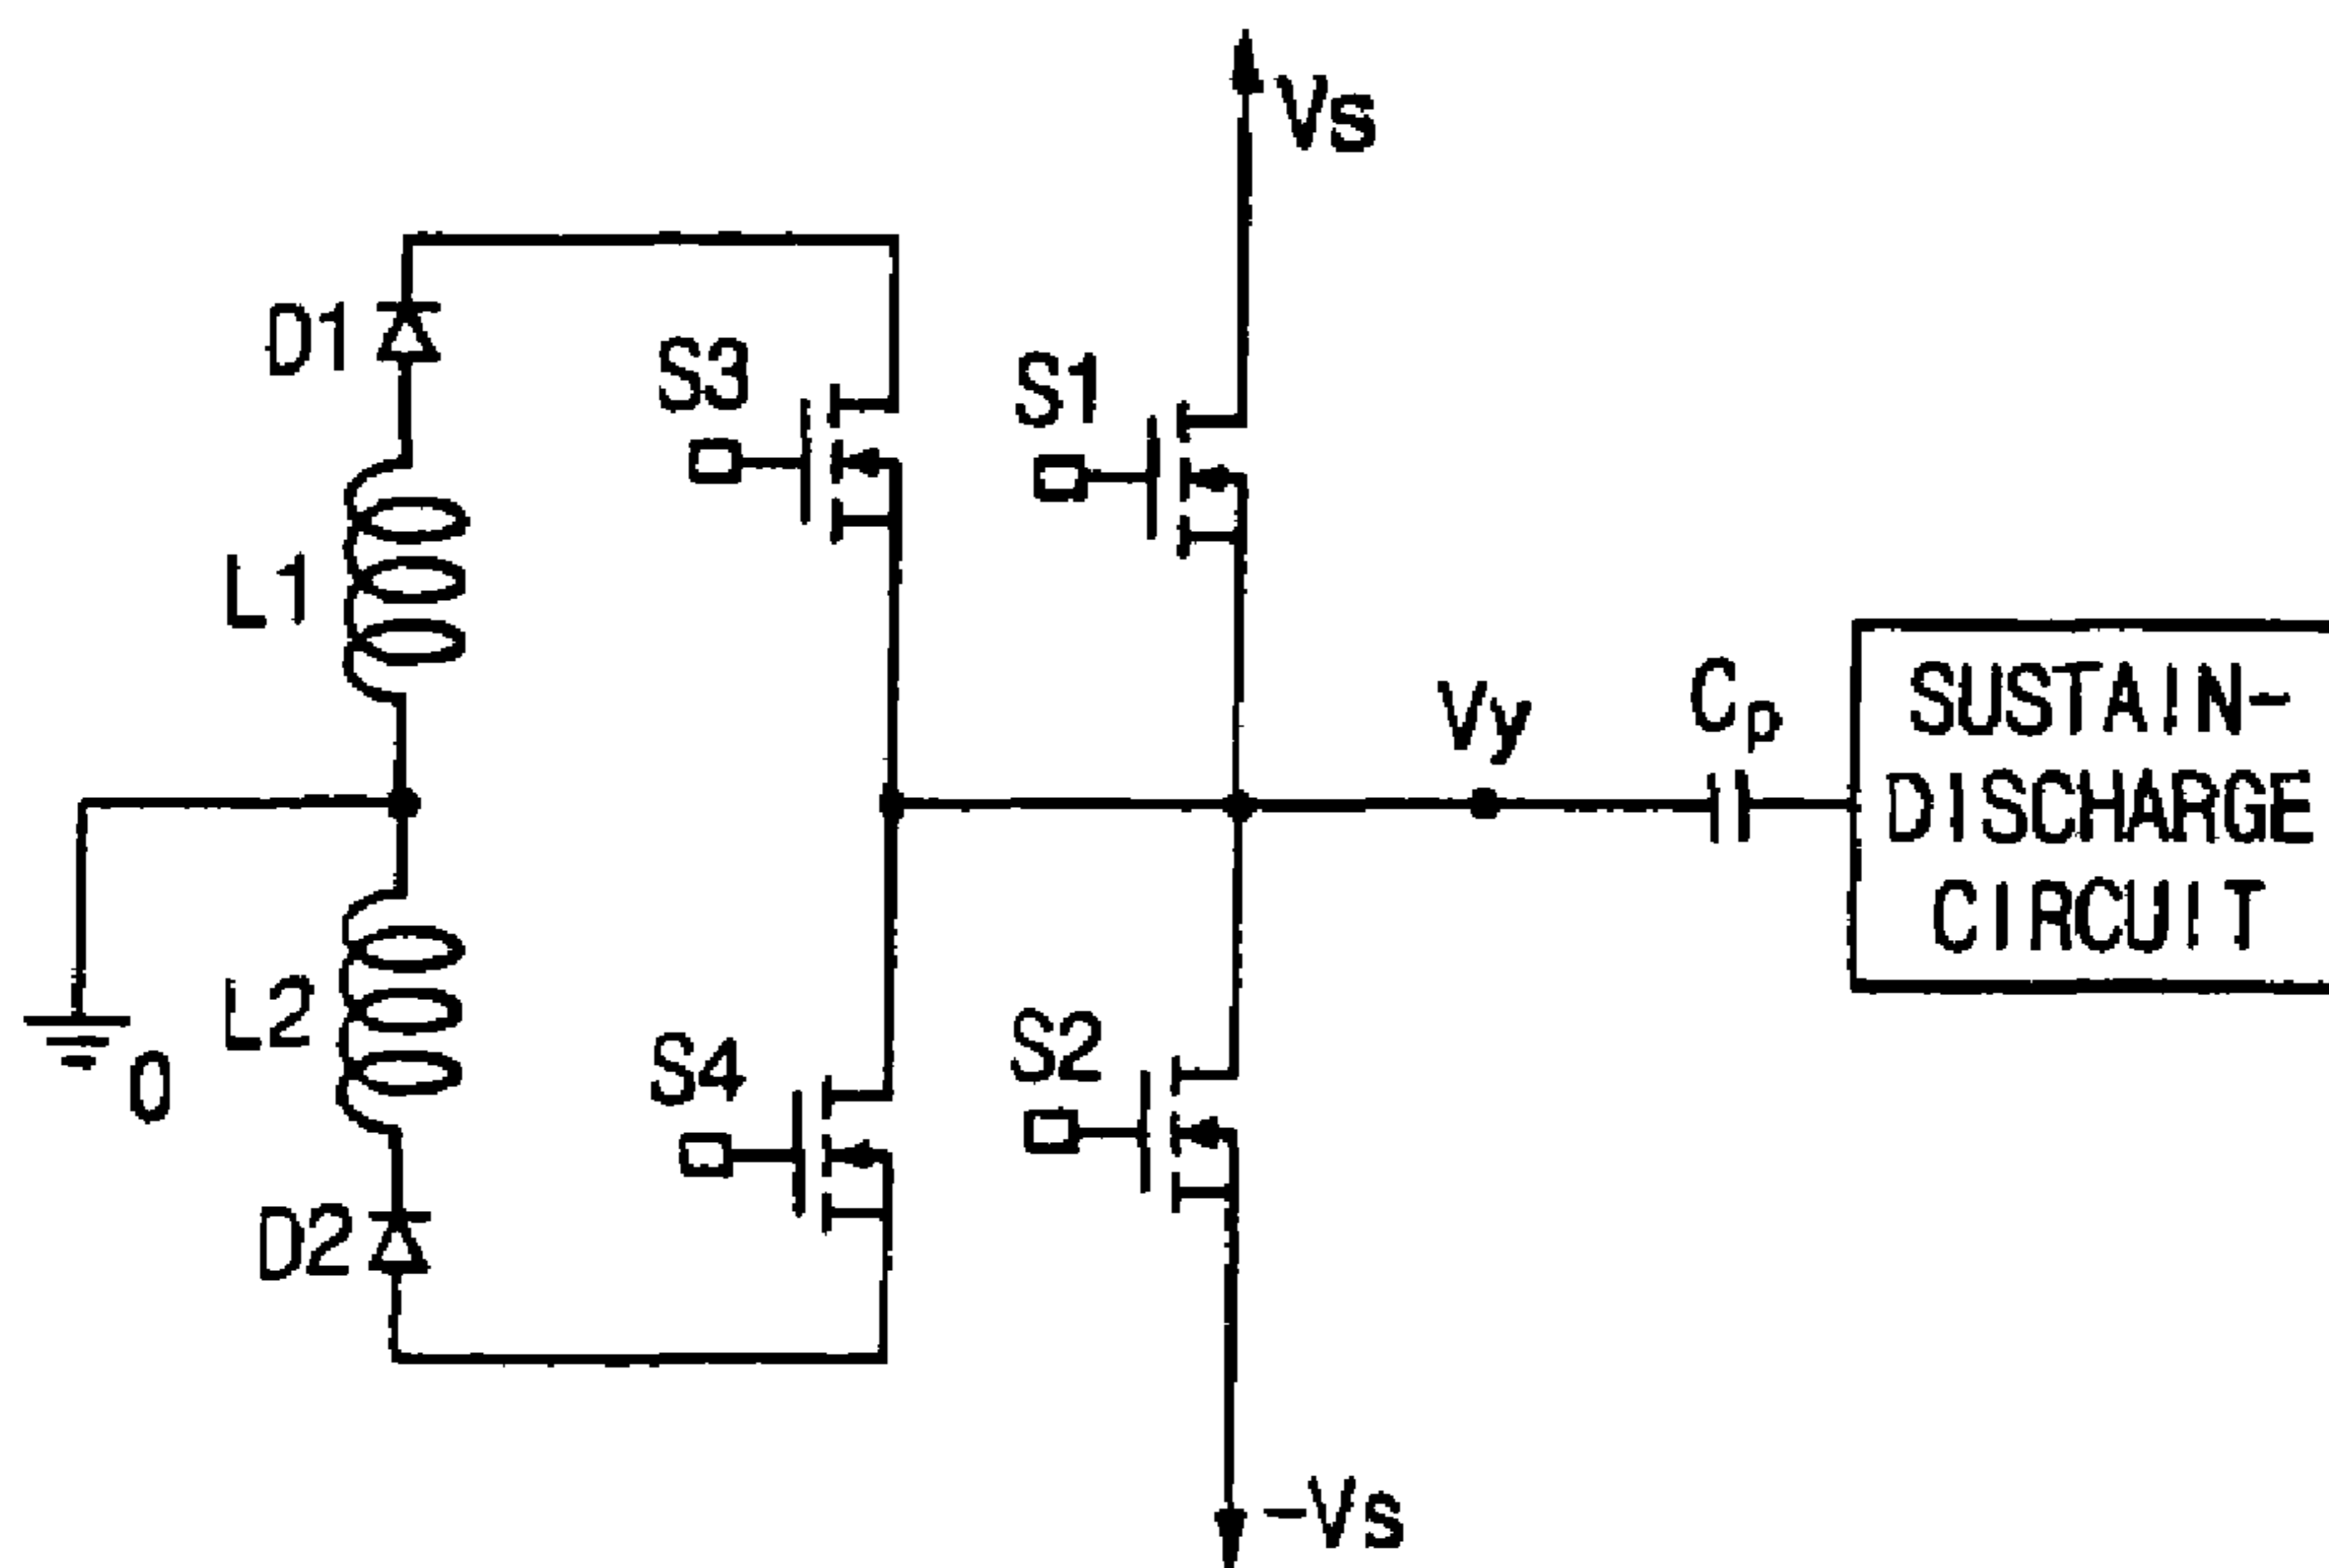 Vs
D1
S3
S1
L1
Vy
Cp
SUSTAIN-
DISCHARGE
CIRCUIT
L2
0
S4
S2
D2
-Vs